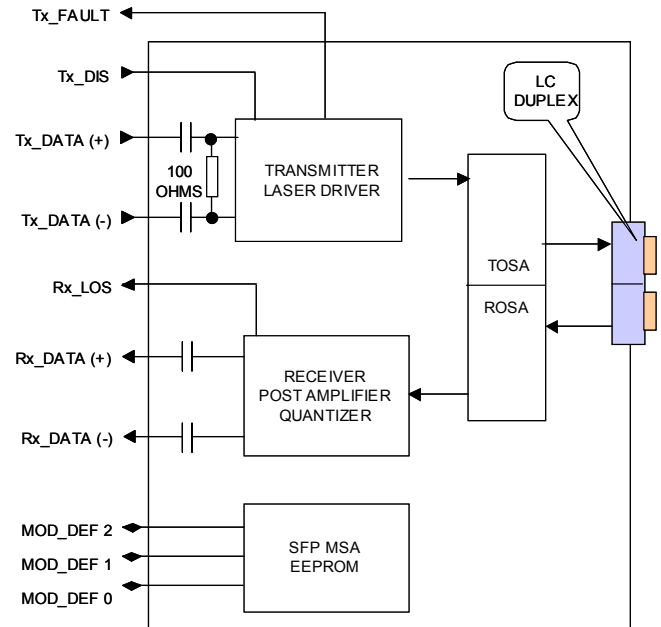 Tx_FAULT
Tx_DIS
LC
DUPLEX
Tx_DATA (+)
100
OHMS
TRANSMITTER
LASER DRIVER
Tx_DATA (-)
TOSA
Rx_LOS
ROSA
Rx_DATA (+)
RECEIVER
POST AMPLIFIER
QUANTIZER
Rx_DATA (-)
MOD_DEF 2
SFP MSA
EEPROM
MOD_DEF 1
MOD_DEF 0